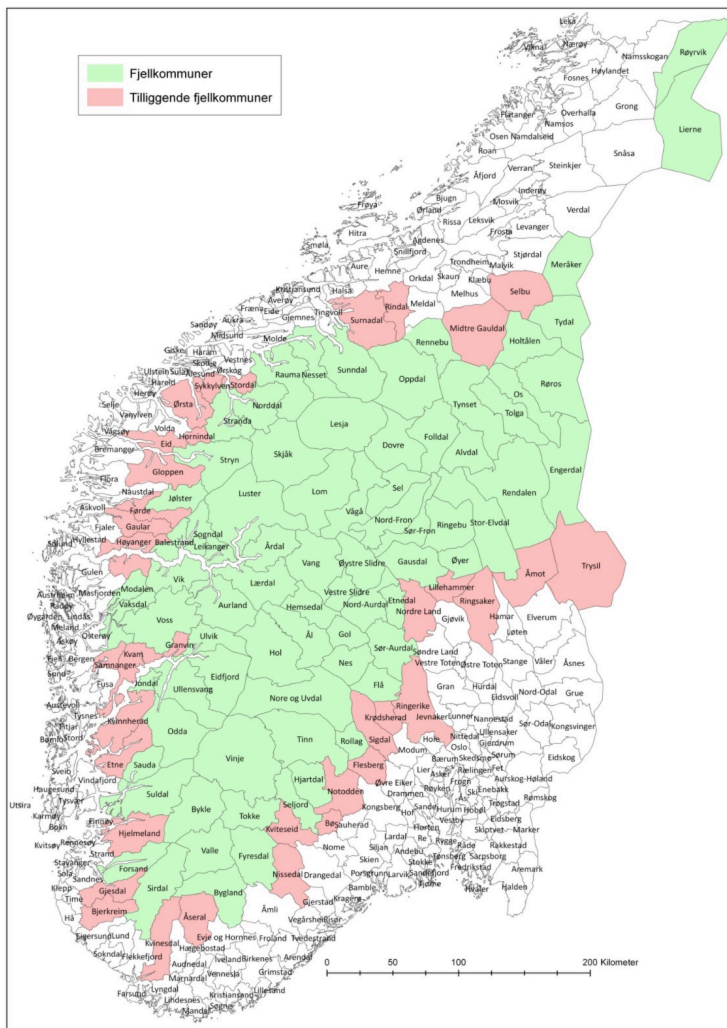 Fjellkommuner
Tilliggende fjellkommuner
Leka
Vikna
Nærøy
Namsskogan
Røyrvik
Fosnes
Høylandet
Flatanger
Overhalla
Grong
Namsos
Lierne
Osen
Namdalseid
Snåsa
Roan
Verran
Steinkjer
Åfjord
Inderøy
Bjugn
Mosvik
Verdal
Frøya
Ørland
Rissa
Leksvik
Levanger
Frosta
Hitra
Agdenes
Smøla
Snillfjord
Trondheim
Stjørdal
Malvik
Meråker
Aure
Hemne
Orkdal
Skaun
Klæbu
Selbu
Kristiansund
Halsa
Meldal
Melhus
Averøy
Rindal
Tydal
Fræna
Eide
Tingvoll
Surnadal
Midtre Gauldal
Aukra
Gjemnes
Rennebu
Holtålen
Sandøy
Midsund
Molde
Giske
Haram
Vestnes
Sunndal
Oppdal
Skodje
Ålesund
Ørskog
Rauma
Nesset
Os
Røros
Ulstein
Sula
Stordal
Tynset
Tolga
Hareid
Sykkylven
Norddal
Herøy
Ørsta
Lesja
Folldal
Selje
Vanylven
Stranda
Dovre
Alvdal
Volda
Hornindal
Engerdal
Vågsøy
Eid
Stryn
Skjåk
Bremanger
Gloppen
Sel
Rendalen
Flora
Luster
Lom
Vågå
Naustdal
Jølster
Nord-Fron
Ringebu
Stor-Elvdal
Askvoll
Førde
Sør-Fron
Fjaler
Gaular
Sogndal
Hyllestad
Høyanger
Balestrand
Leikanger
Årdal
Øyer
Trysil
Solund
Vang
Øystre Slidre
Gausdal
Åmot
Gulen
Vik
Lærdal
Vestre Slidre
Etnedal
Lillehammer
Austrheim
Masfjorden
Modalen
Nord-Aurdal
Nordre Land
Ringsaker
Radøy
Aurland
Hemsedal
Hamar
Elverum
Øygarden
Lindås
Vaksdal
Gjøvik
Løten
Meland
Osterøy
Voss
Ål
Gol
Askøy
Granvin
Ulvik
Sør-Aurdal
Søndre Land
Stange
Våler
Åsnes
Fjell
Bergen
Kvam
Hol
Vestre Toten
Østre Toten
Sund
Samnanger
Nes
Eidfjord
Flå
Gran
Hurdal
Nord-Odal
Grue
Fusa
Jondal
Eidsvoll
Ullensvang
Austevoll
Nore og Uvdal
Ringerike
Tysnes
Krødsherad
Jevnaker
Lunner
Nannestad
Sør-Odal
Kongsvinger
Fitjar
Kvinnherad
Ullensaker
Bømlo
Stord
Odda
Rollag
Sigdal
Hole
Nittedal
Gjerdrum
Tinn
Modum
Oslo
Eidskog
Etne
Bærum
Skedsmo
Sørum
Sveio
Sauda
Vinje
Flesberg
Lier
Asker
Rælingen
Fet
Vindafjord
Hjartdal
Øvre Eiker
Frogn
Aurskog-Høland
Haugesund
Suldal
Notodden
Drammen
Røyken
Ski
Enebakk
Rømskog
Utsira
Tysvær
Seljord
Kongsberg
Ås
Trøgstad
Karmøy
Bykle
Tokke
Sande
Hurum
Hobøl
Bokn
Finnøy
Bø
Sauherad
Hof
Vestby
Eidsberg
Hjelmeland
Kviteseid
Horten
Skiptvet
Marker
Kvitsøy
Rennesøy
Valle
Nome
Lardal
Re
Rygge
Strand
Fyresdal
Siljan
Råde
Rakkestad
Stavanger
Andebu
Skien
Tønsberg
Sarpsborg
Sola
Forsand
Nissedal
Drangedal
Stokke
Fredrikstad
Aremark
Sandnes
Porsgrunn
Larvik
Sandefjord
Klepp
Gjesdal
Sirdal
Bygland
Bamble
Tjøme
Hvaler
Halden
Time
Kragerø
Bjerkreim
Åseral
Åmli
Gjerstad
Hå
Vegårshei
Risør
Eigersund
Lund
Kvinesdal
Evje og Hornnes
Froland
Tvedestrand
Sokndal
Hægebostad
Flekkefjord
Iveland
Birkenes
Arendal
Audnedal
Vennesla
Grimstad
Marnardal
Farsund
Lyngdal
Lillesand
Lindesnes
Kristiansand
Søgne
Mandal
0
50
100
200 Kilometer